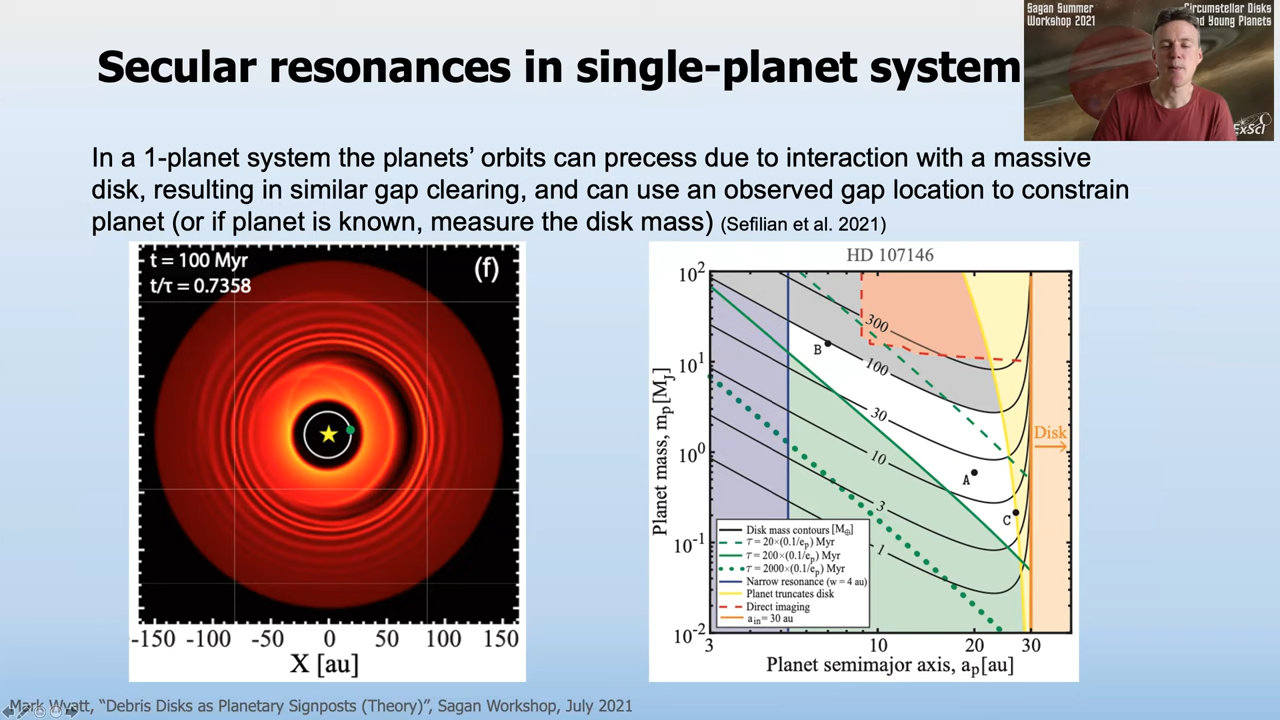 Sagan Summer
Workshop 2021
Circumstellar Disks
and Young Planets
ExSci
Secular resonances in single-planet system
In a 1-planet system the planets’ orbits can precess due to interaction with a massive
disk, resulting in similar gap clearing, and can use an observed gap location to constrain
planet (or if planet is known, measure the disk mass) (Sefilian et al. 2021)
t = 100 Myr
t/τ = 0.7358
(f)
-150 -100 -50 0 50 100 150
X [au]
HD 107146
Planet mass, mp [MJ]
10²
10¹
10⁰
10⁻¹
10⁻²
300
100
30
10
3
1
B
A
C
Disk
Disk mass contours [M⊕]
τ = 20×(0.1/ep) Myr
τ = 200×(0.1/ep) Myr
τ = 2000×(0.1/ep) Myr
Narrow resonance (w = 4 au)
Planet truncates disk
Direct imaging
ain = 30 au
3 10 20 30
Planet semimajor axis, ap [au]
Mark Wyatt, “Debris Disks as Planetary Signposts (Theory)”, Sagan Workshop, July 2021